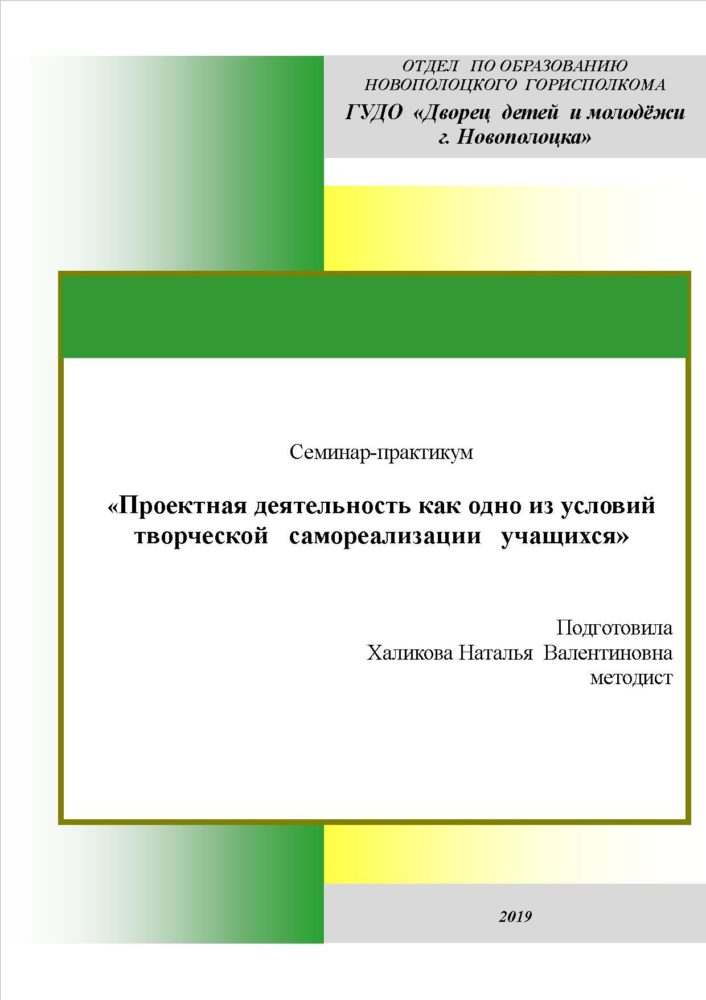 ОТДЕЛ ПО ОБРАЗОВАНИЮ
НОВОПОЛОЦКОГО ГОРИСПОЛКОМА
ГУДО «Дворец детей и молодёжи
г. Новополоцка»
Семинар-практикум
«Проектная деятельность как одно из условий
творческой самореализации учащихся»
Подготовила
Халикова Наталья Валентиновна
методист
2019